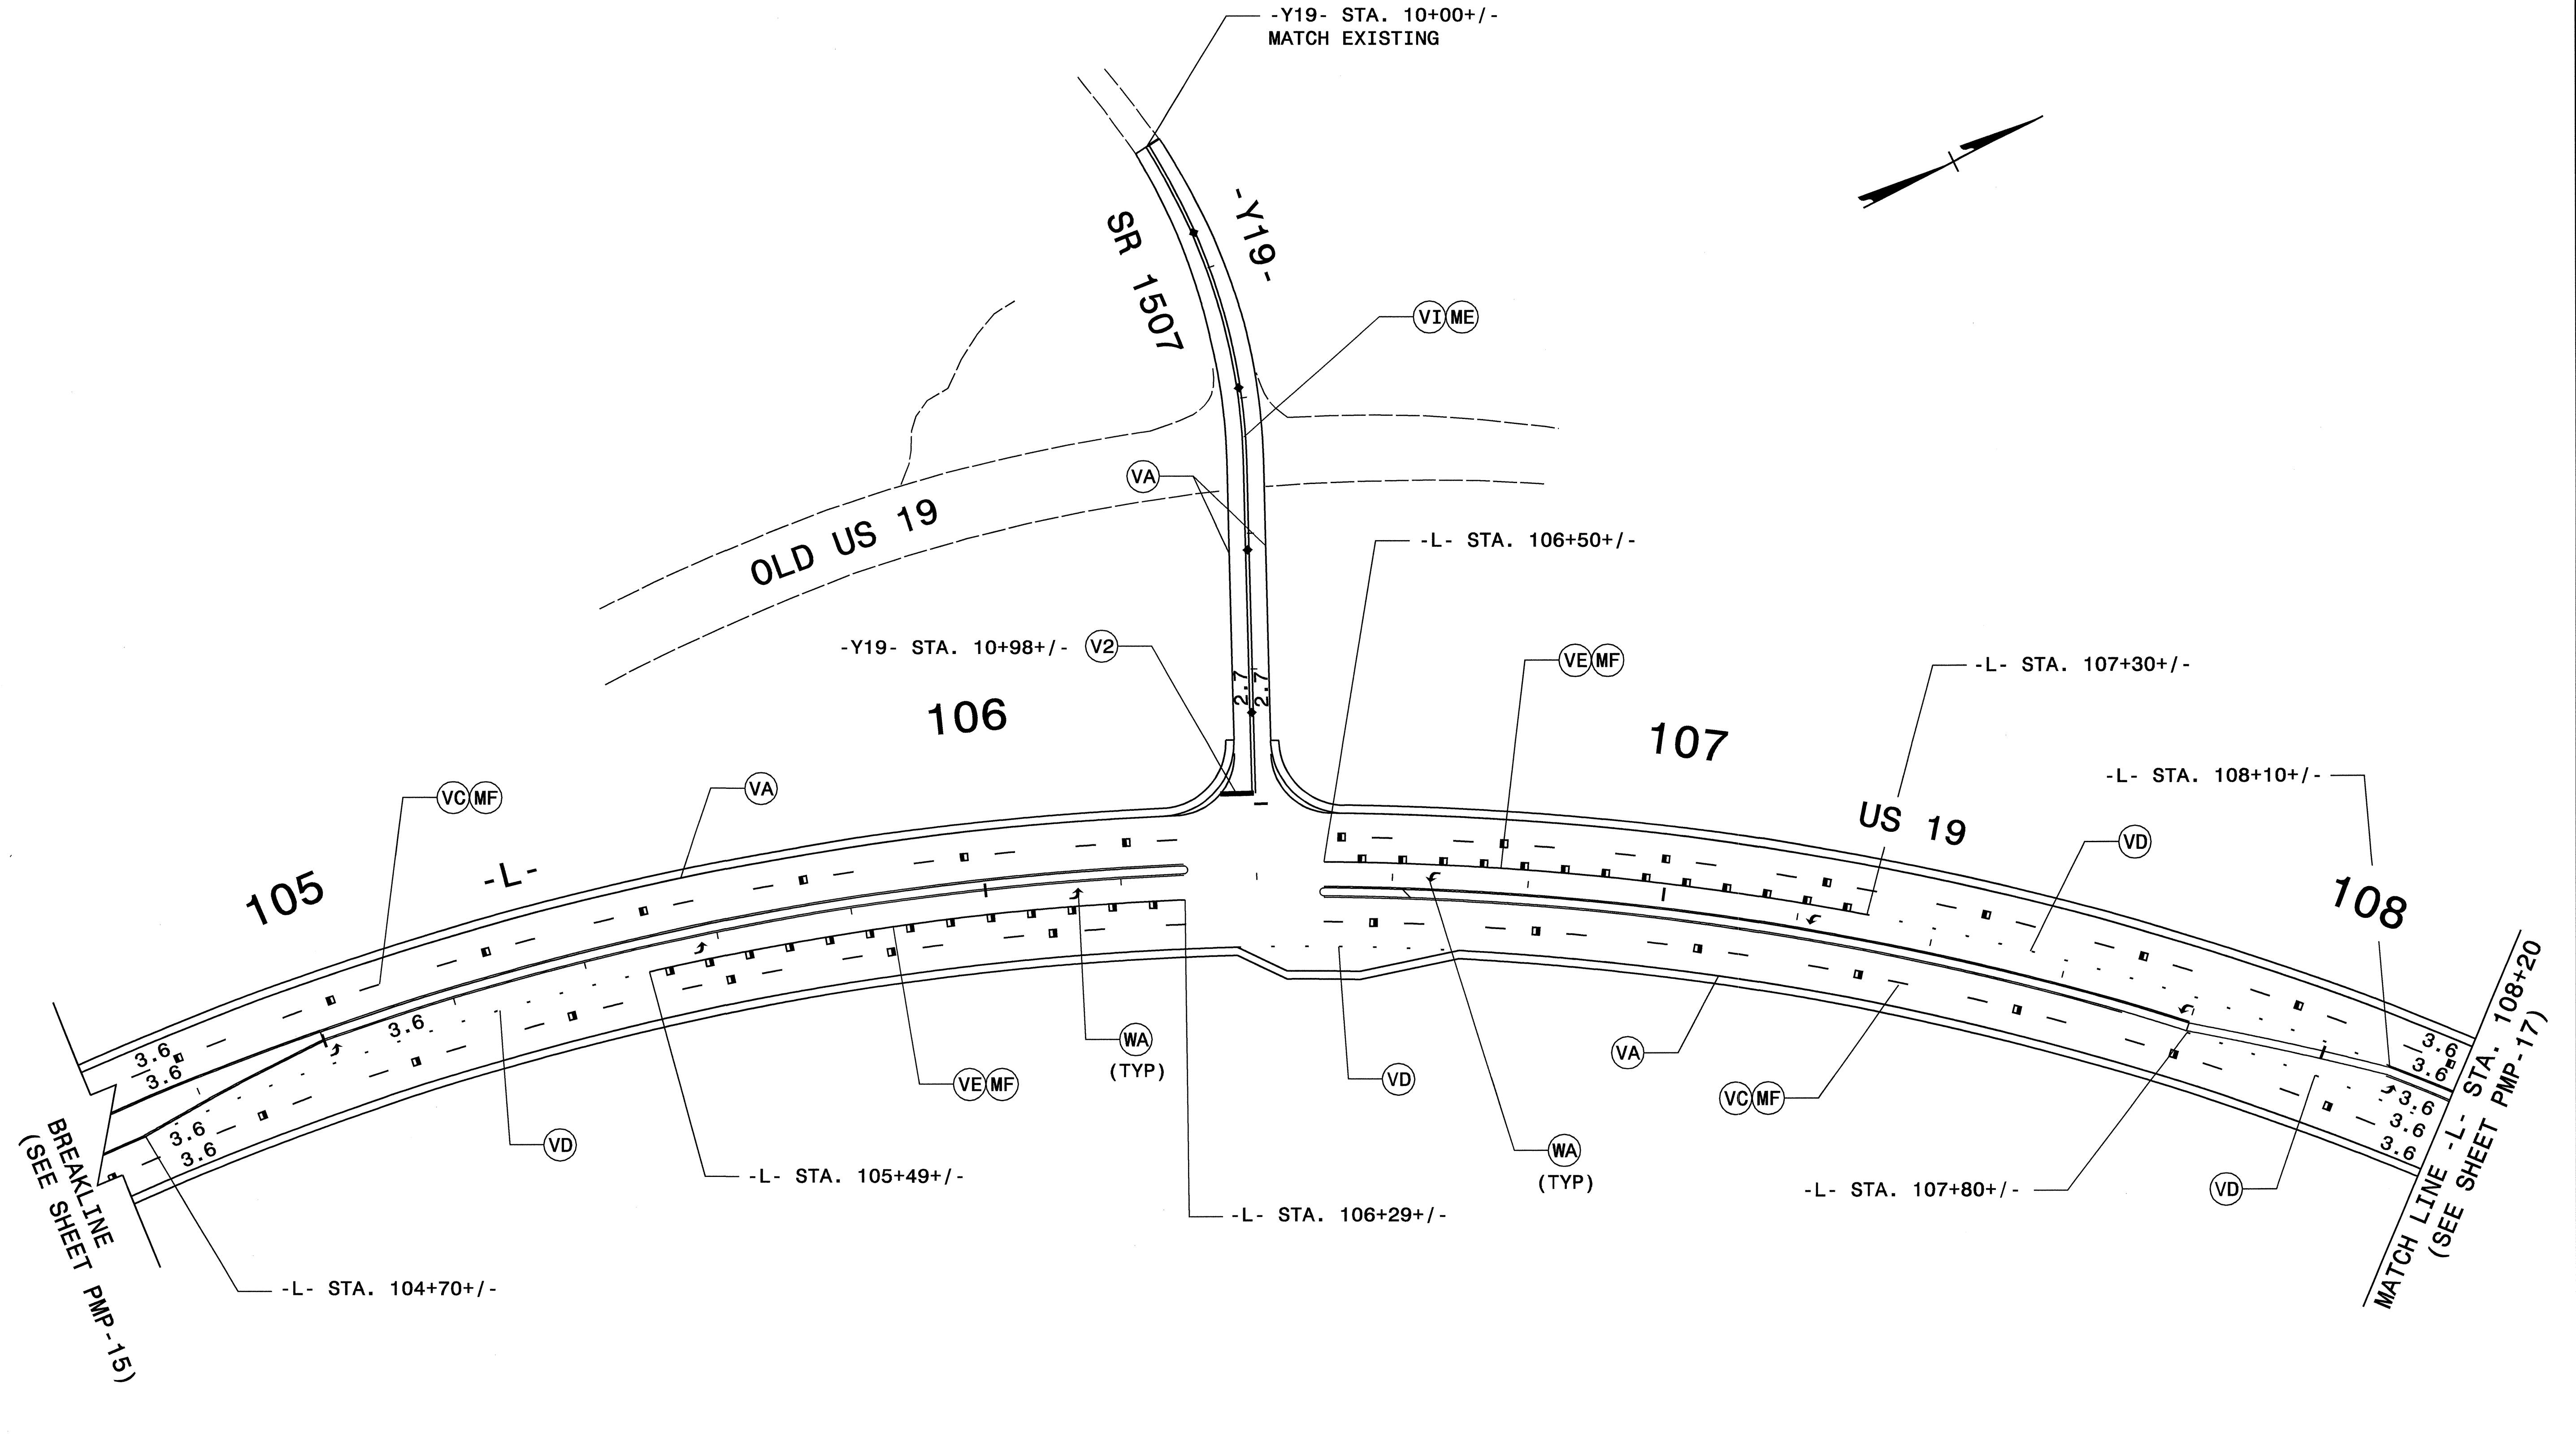 -Y19- STA. 10+00+/-
MATCH EXISTING
-Y19-
SR 1507
VI ME
VA
OLD US 19
-L- STA. 106+50+/-
-Y19- STA. 10+98+/- V2
VE MF
-L- STA. 107+30+/-
2.7
2.7
106
107
-L- STA. 108+10+/-
VC MF
VA
US 19
VD
105
-L-
108
3.6
3.6
3.6
3.6
3.6
3.6
3.6
3.6
3.6
3.6
WA
(TYP)
VE MF
VD
VA
VC MF
VD
WA
(TYP)
-L- STA. 105+49+/-
-L- STA. 107+80+/-
VD
-L- STA. 106+29+/-
-L- STA. 104+70+/-
BREAKLINE
(SEE SHEET PMP-15)
MATCH LINE -L- STA. 108+20
(SEE SHEET PMP-17)